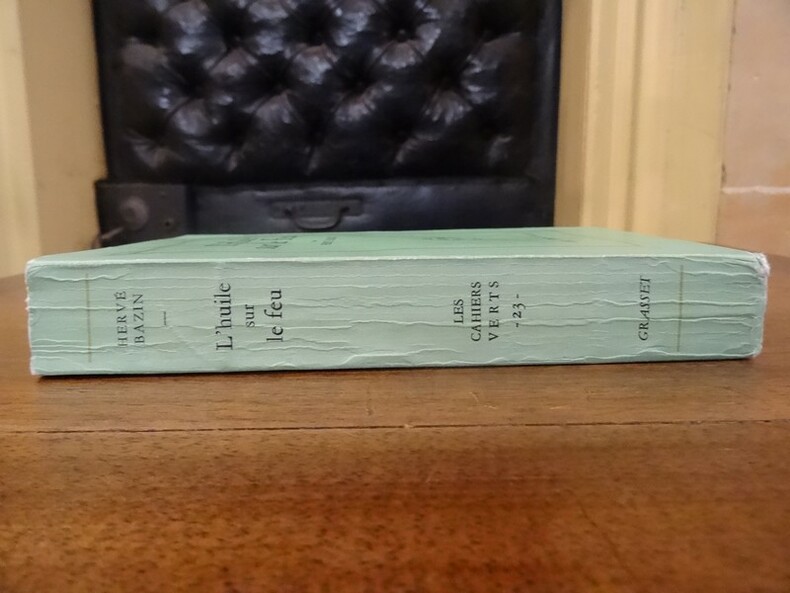 HERVÉ
BAZIN
—
L'huile
sur
le feu
LES
CAHIERS
VERTS
-23-
GRASSET